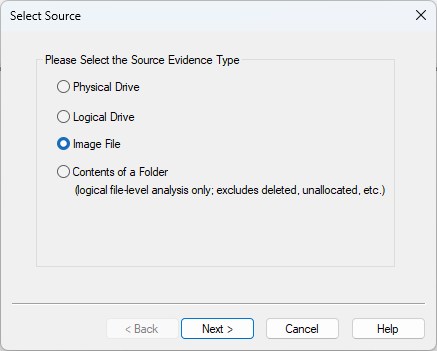 Select Source
Please Select the Source Evidence Type
Physical Drive
Logical Drive
Image File
Contents of a Folder
(logical file-level analysis only; excludes deleted, unallocated, etc.)
< Back
Next >
Cancel
Help